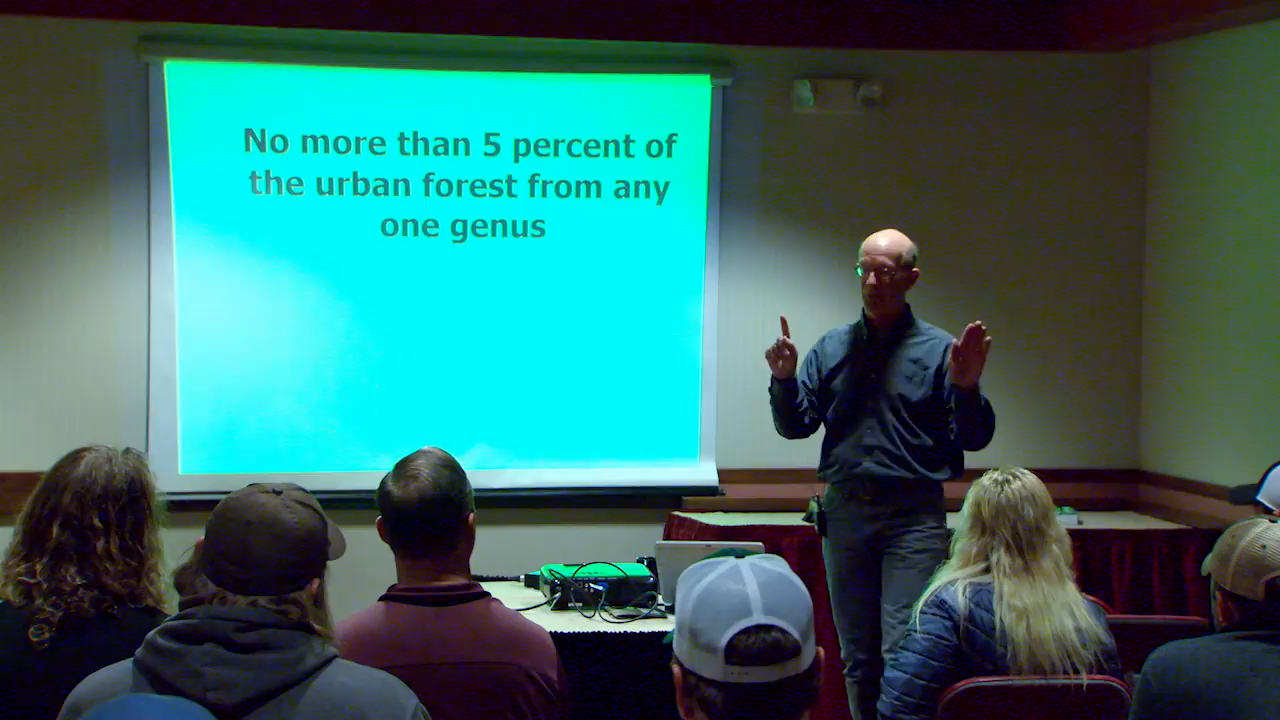 No more than 5 percent of
the urban forest from any
one genus